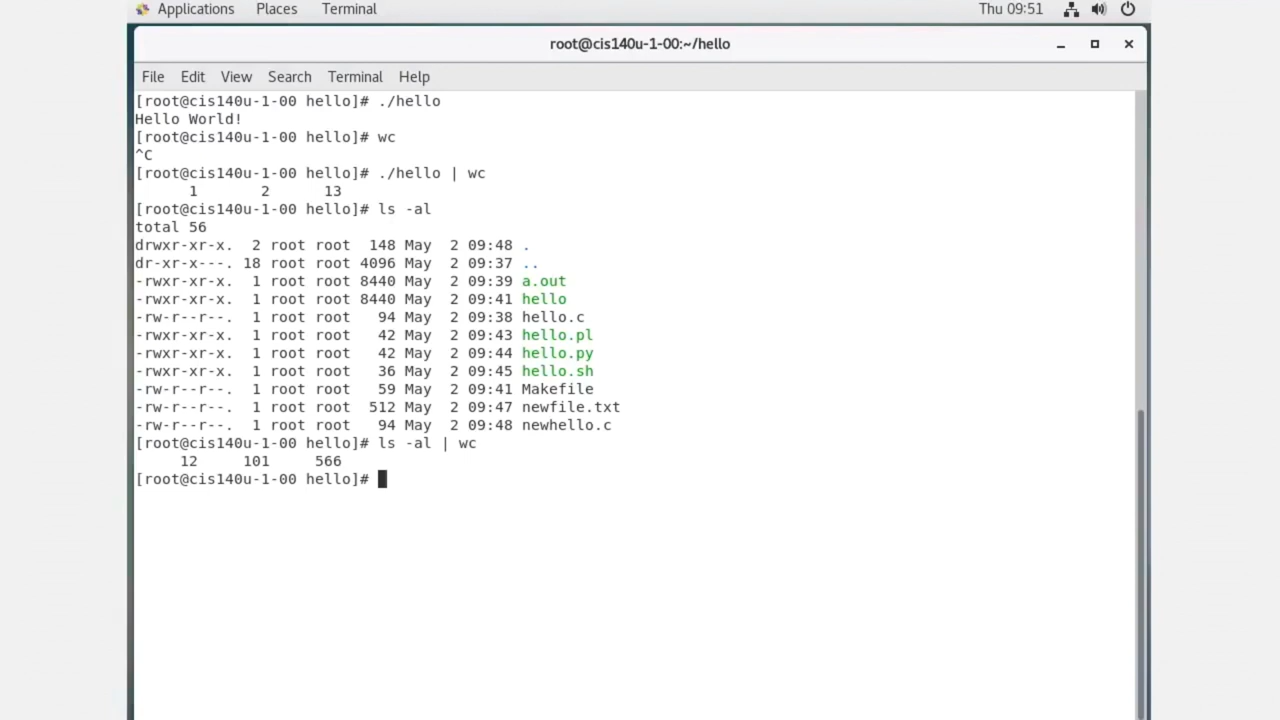 Applications Places Terminal Thu 09:51
root@cis140u-1-00:~/hello
File Edit View Search Terminal Help
[root@cis140u-1-00 hello]# ./hello
Hello World!
[root@cis140u-1-00 hello]# wc
^C
[root@cis140u-1-00 hello]# ./hello | wc
      1       2      13
[root@cis140u-1-00 hello]# ls -al
total 56
drwxr-xr-x.  2 root root  148 May  2 09:48 .
dr-xr-x---. 18 root root 4096 May  2 09:37 ..
-rwxr-xr-x.  1 root root 8440 May  2 09:39 a.out
-rwxr-xr-x.  1 root root 8440 May  2 09:41 hello
-rw-r--r--.  1 root root   94 May  2 09:38 hello.c
-rwxr-xr-x.  1 root root   42 May  2 09:43 hello.pl
-rwxr-xr-x.  1 root root   42 May  2 09:44 hello.py
-rwxr-xr-x.  1 root root   36 May  2 09:45 hello.sh
-rw-r--r--.  1 root root   59 May  2 09:41 Makefile
-rw-r--r--.  1 root root  512 May  2 09:47 newfile.txt
-rw-r--r--.  1 root root   94 May  2 09:48 newhello.c
[root@cis140u-1-00 hello]# ls -al | wc
     12     101     566
[root@cis140u-1-00 hello]#